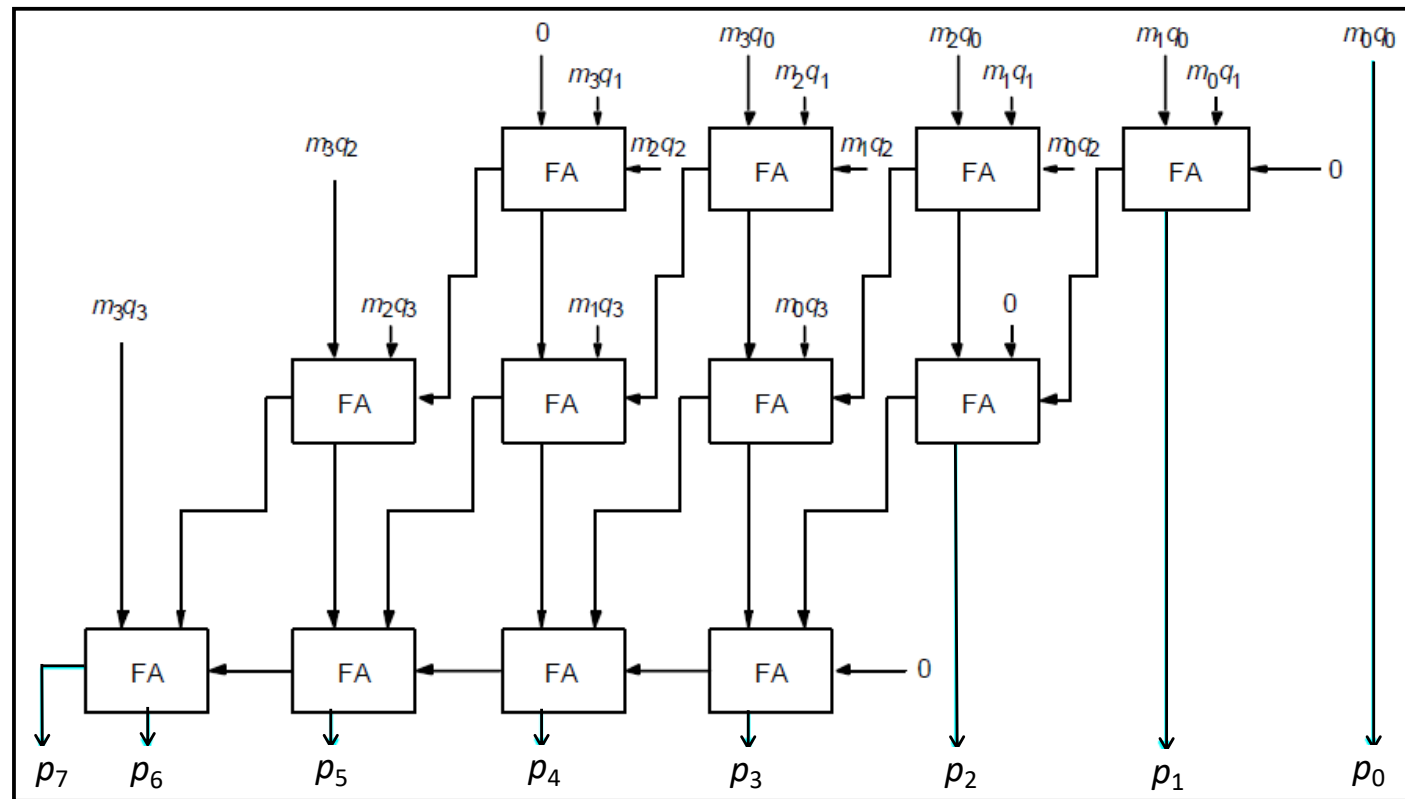 0 m₃q₀ m₂q₀ m₁q₀ m₀q₀
m₃q₁ m₂q₁ m₁q₁ m₀q₁
m₃q₂ FA m₂q₂ FA m₁q₂ FA m₀q₂ FA 0
m₃q₃ m₂q₃ m₁q₃ m₀q₃ 0
FA FA FA FA
FA FA FA FA 0
p₇ p₆ p₅ p₄ p₃ p₂ p₁ p₀